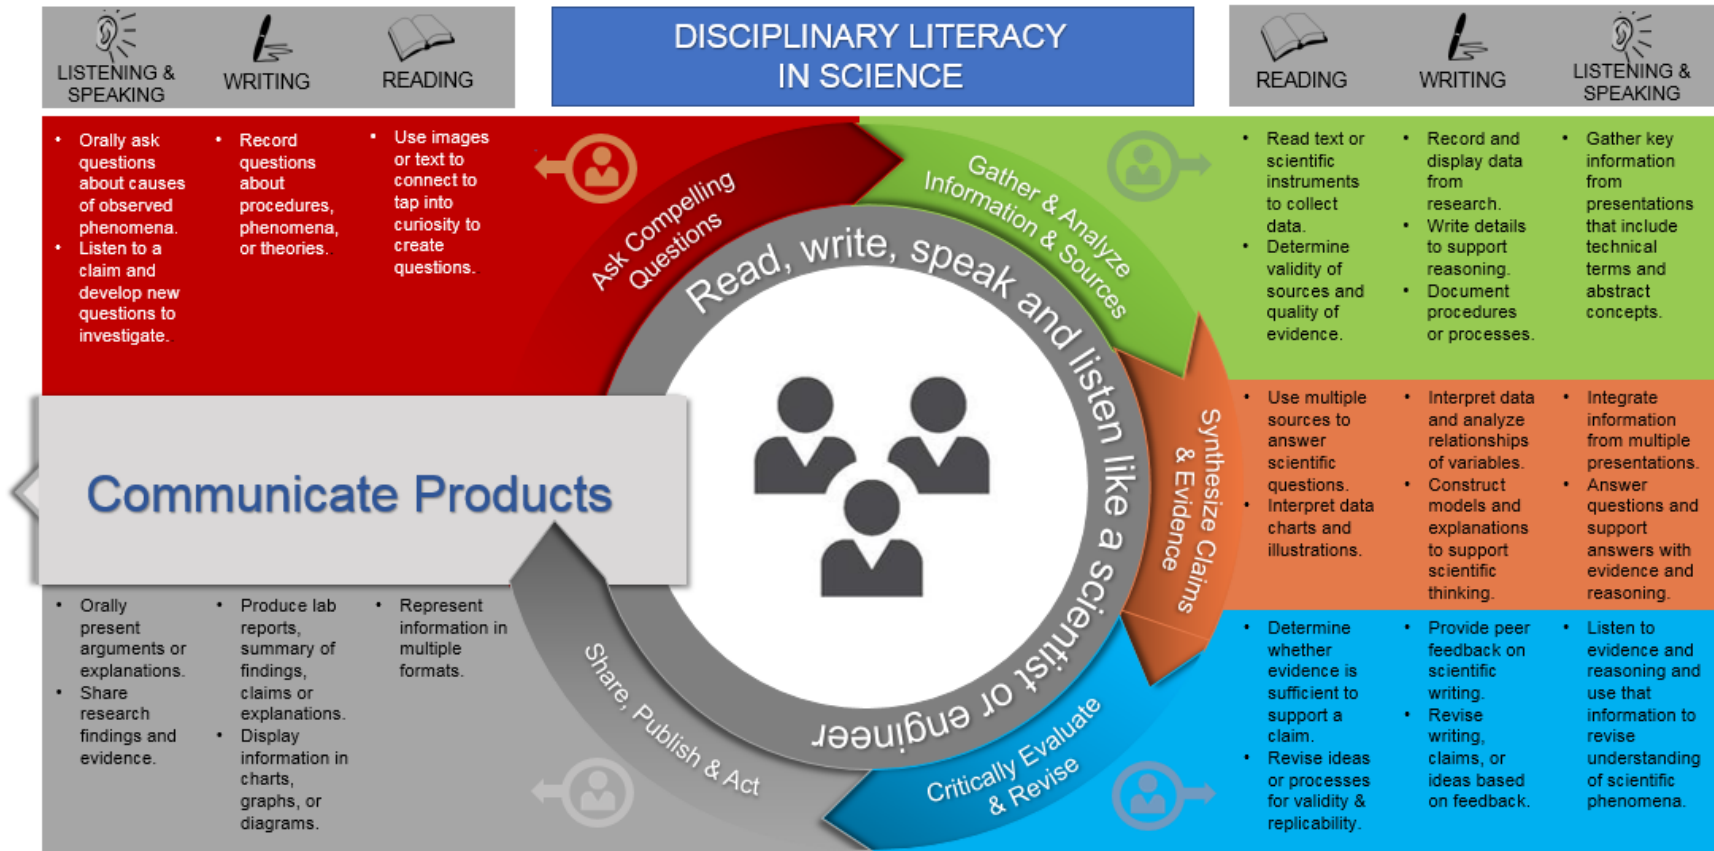 LISTENING &
SPEAKING
WRITING
READING
DISCIPLINARY LITERACY
IN SCIENCE
READING
WRITING
LISTENING &
SPEAKING
• Orally ask
questions
about causes
of observed
phenomena.
• Listen to a
claim and
develop new
questions to
investigate.
• Record
questions
about
procedures,
phenomena,
or theories.
• Use images
or text to
connect to
tap into
curiosity to
create
questions.
Ask Compelling
Questions
Gather & Analyze
Information & Sources
• Read text or
scientific
instruments
to collect
data.
• Determine
validity of
sources and
quality of
evidence.
• Record and
display data
from
research.
• Write details
to support
reasoning.
• Document
procedures
or processes.
• Gather key
information
from
presentations
that include
technical
terms and
abstract
concepts.
Read, write, speak and listen like a scientist or engineer
Synthesize Claims
& Evidence
• Use multiple
sources to
answer
scientific
questions.
• Interpret data
charts and
illustrations.
• Interpret data
and analyze
relationships
of variables.
• Construct
models and
explanations
to support
scientific
thinking.
• Integrate
information
from multiple
presentations.
• Answer
questions and
support
answers with
evidence and
reasoning.
Critically Evaluate
& Revise
• Determine
whether
evidence is
sufficient to
support a
claim.
• Revise ideas
or processes
for validity &
replicability.
• Provide peer
feedback on
scientific
writing.
• Revise
writing,
claims, or
ideas based
on feedback.
• Listen to
evidence and
reasoning and
use that
information to
revise
understanding
of scientific
phenomena.
Communicate Products
Share, Publish & Act
• Orally
present
arguments or
explanations.
• Share
research
findings and
evidence.
• Produce lab
reports,
summary of
findings,
claims or
explanations.
• Display
information in
charts,
graphs, or
diagrams.
• Represent
information in
multiple
formats.